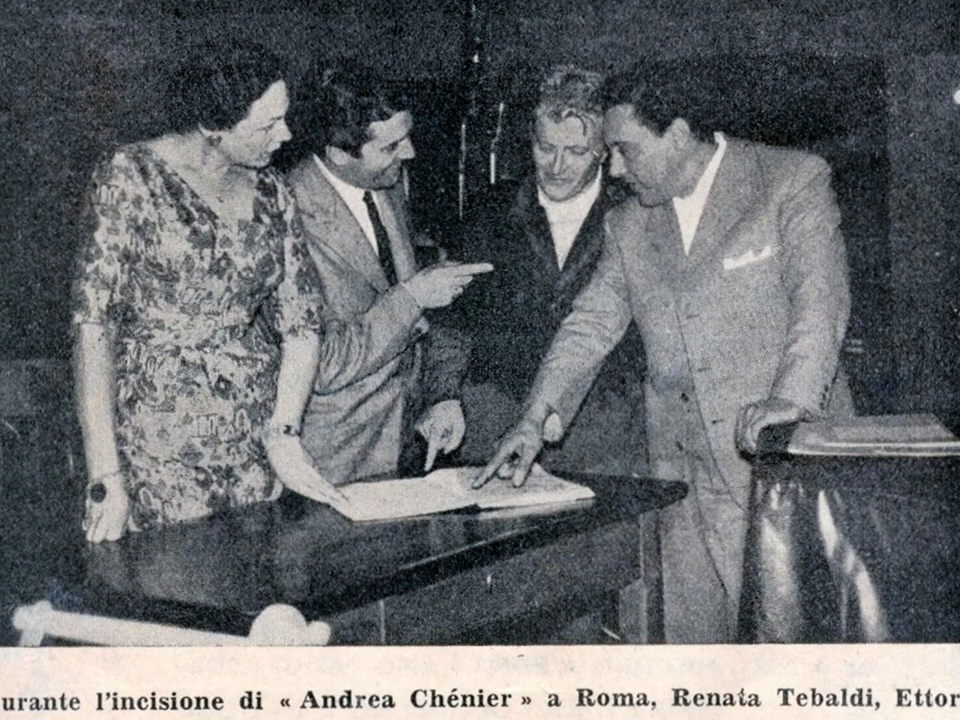 urante l'incisione di « Andrea Chénier » a Roma, Renata Tebaldi, Ettor